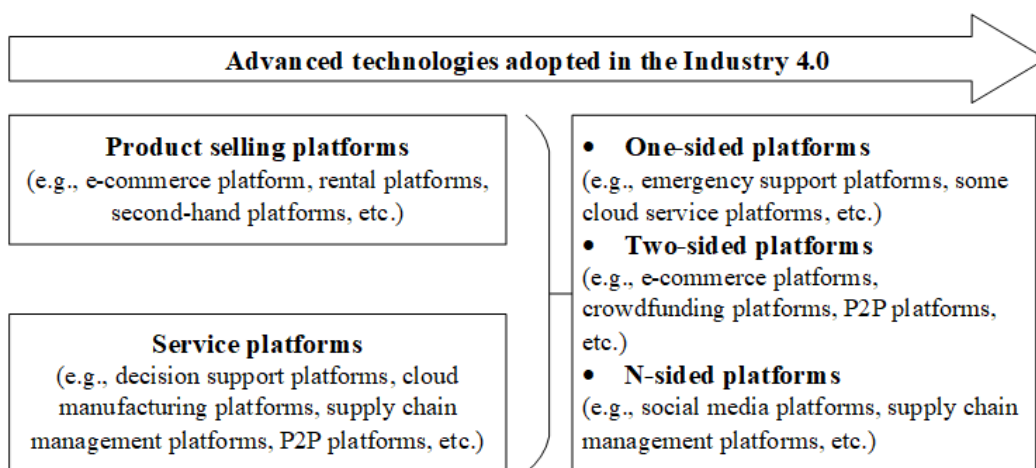 Advanced technologies adopted in the Industry 4.0
Product selling platforms
(e.g., e-commerce platform, rental platforms,
second-hand platforms, etc.)
Service platforms
(e.g., decision support platforms, cloud
manufacturing platforms, supply chain
management platforms, P2P platforms, etc.)
• One-sided platforms
(e.g., emergency support platforms, some
cloud service platforms, etc.)
• Two-sided platforms
(e.g., e-commerce platforms,
crowdfunding platforms, P2P platforms,
etc.)
• N-sided platforms
(e.g., social media platforms, supply chain
management platforms, etc.)